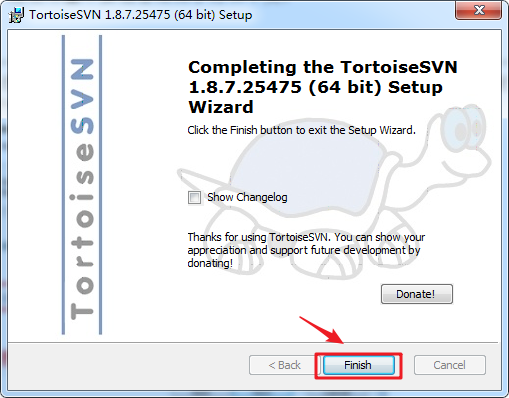 TortoiseSVN 1.8.7.25475 (64 bit) Setup
TortoiseSVN
Completing the TortoiseSVN
1.8.7.25475 (64 bit) Setup
Wizard
Click the Finish button to exit the Setup Wizard.
Show Changelog
Thanks for using TortoiseSVN. You can show your
appreciation and support future development by
donating!
Donate!
< Back
Finish
Cancel